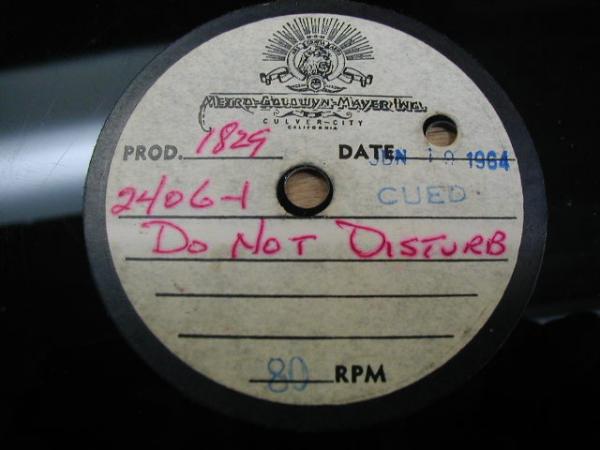 METRO-GOLDWYN-MAYER INC.
CULVER-CITY
CALIFORNIA
PROD. 1829 DATE JUN 10 1964
2406-1 CUED
DO NOT DISTURB
80 RPM